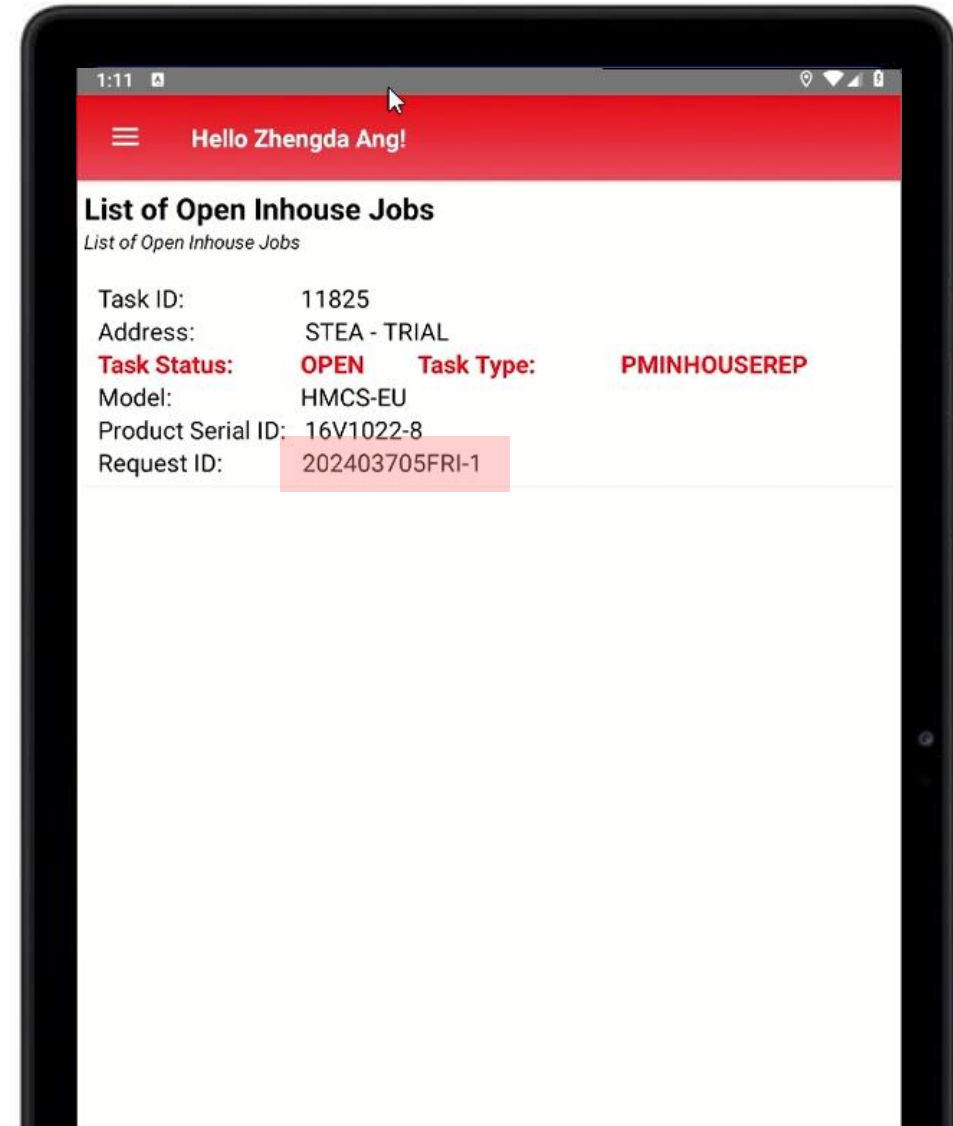 1:11
Hello Zhengda Ang!
List of Open Inhouse Jobs
List of Open Inhouse Jobs
Task ID: 11825
Address: STEA - TRIAL
Task Status: OPEN Task Type: PMINHOUSEREP
Model: HMCS-EU
Product Serial ID: 16V1022-8
Request ID: 202403705FRI-1